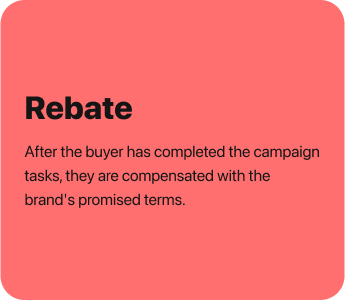 Rebate
After the buyer has completed the campaign
tasks, they are compensated with the
brand's promised terms.